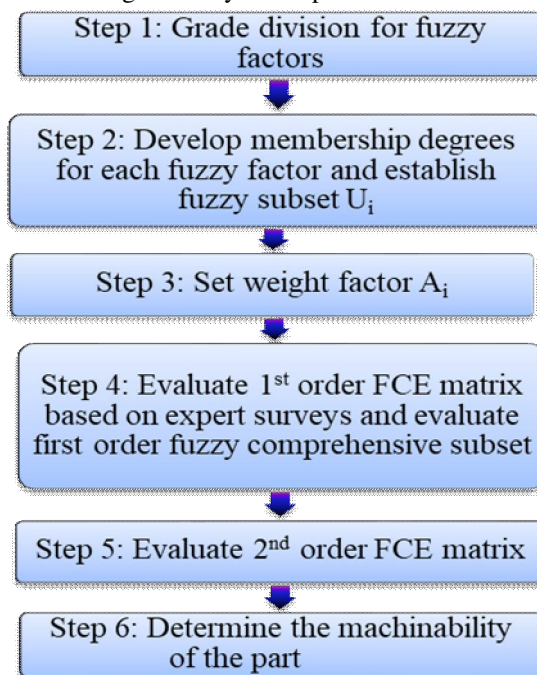 Step 1: Grade division for fuzzy
factors
Step 2: Develop membership degrees
for each fuzzy factor and establish
fuzzy subset Ui
Step 3: Set weight factor Ai
Step 4: Evaluate 1st order FCE matrix
based on expert surveys and evaluate
first order fuzzy comprehensive subset
Step 5: Evaluate 2nd order FCE matrix
Step 6: Determine the machinability
of the part